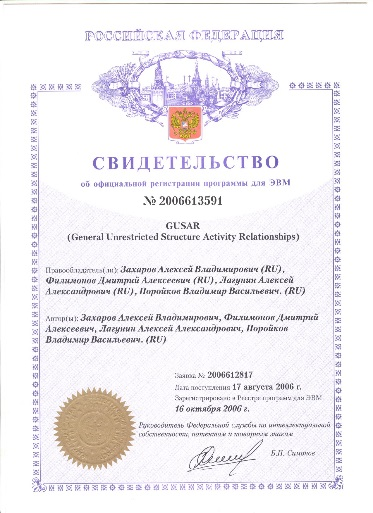 РОССИЙСКАЯ ФЕДЕРАЦИЯ
СВИДЕТЕЛЬСТВО
об официальной регистрации программы для ЭВМ
№ 2006613591
GUSAR
(General Unrestricted Structure Activity Relationships)
Правообладатель(ли): Захаров Алексей Владимирович (RU),
Филимонов Дмитрий Алексеевич (RU), Лагунин Алексей
Александрович (RU), Поройков Владимир Васильевич. (RU)
Автор(ы): Захаров Алексей Владимирович, Филимонов Дмитрий
Алексеевич, Лагунин Алексей Александрович, Поройков
Владимир Васильевич. (RU)
Заявка № 2006612817
Дата поступления 17 августа 2006 г.
Зарегистрировано в Реестре программ для ЭВМ
16 октября 2006 г.
Руководитель Федеральной службы по интеллектуальной
собственности, патентам и товарным знакам
Б.П. Симонов